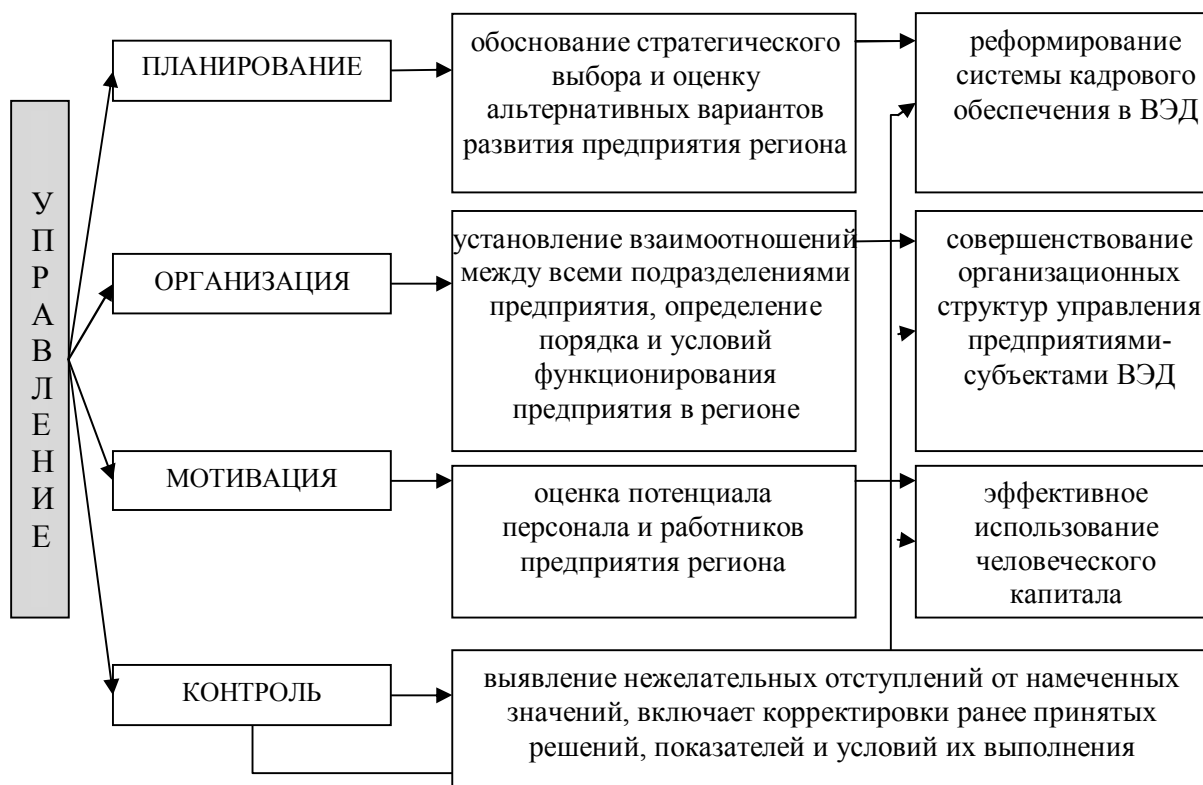 УПРАВЛЕНИЕ
ПЛАНИРОВАНИЕ
обоснование стратегического
выбора и оценку
альтернативных вариантов
развития предприятия региона
реформирование
системы кадрового
обеспечения в ВЭД
ОРГАНИЗАЦИЯ
установление взаимоотношений
между всеми подразделениями
предприятия, определение
порядка и условий
функционирования
предприятия в регионе
совершенствование
организационных
структур управления
предприятиями-
субъектами ВЭД
МОТИВАЦИЯ
оценка потенциала
персонала и работников
предприятия региона
эффективное
использование
человеческого
капитала
КОНТРОЛЬ
выявление нежелательных отступлений от намеченных
значений, включает корректировки ранее принятых
решений, показателей и условий их выполнения